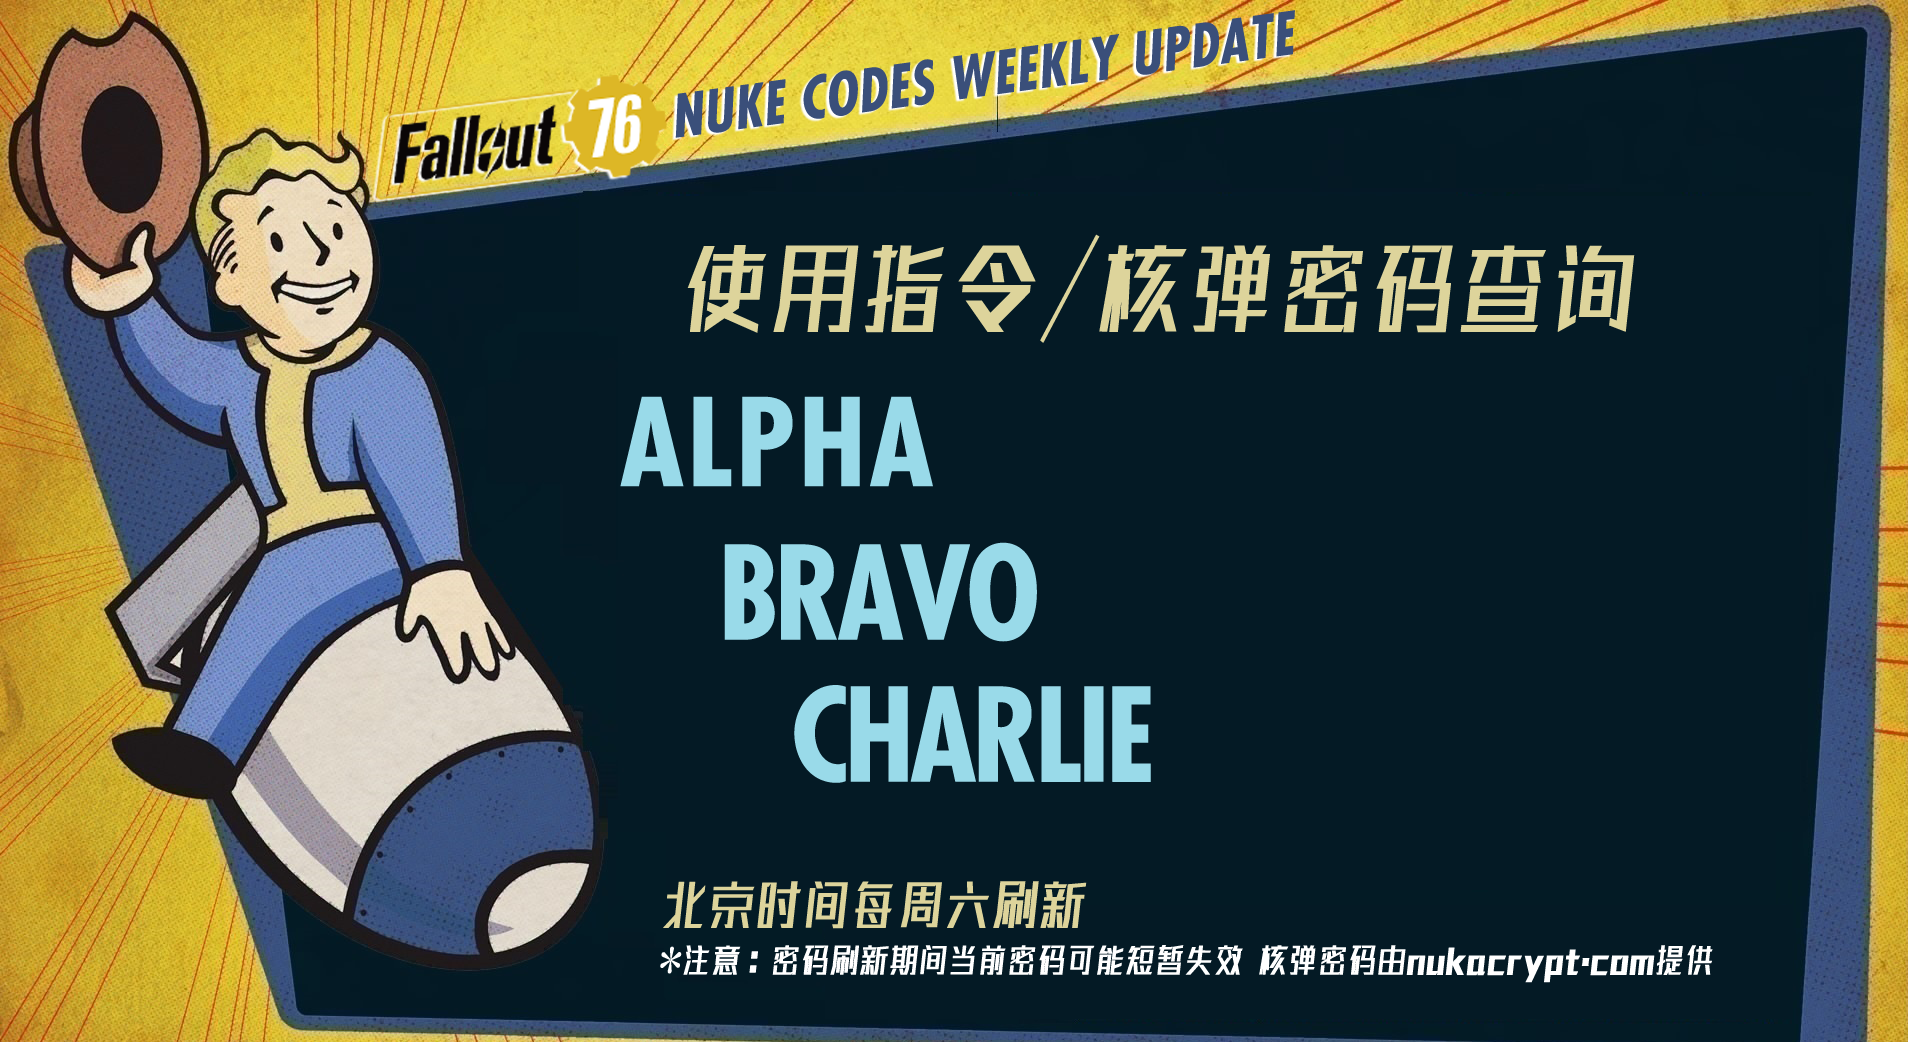 Fallout 76 NUKE CODES WEEKLY UPDATE
使用指令/核弹密码查询
ALPHA
BRAVO
CHARLIE
北京时间每周六刷新
*注意：密码刷新期间当前密码可能短暂失效 核弹密码由nukacrypt·com提供